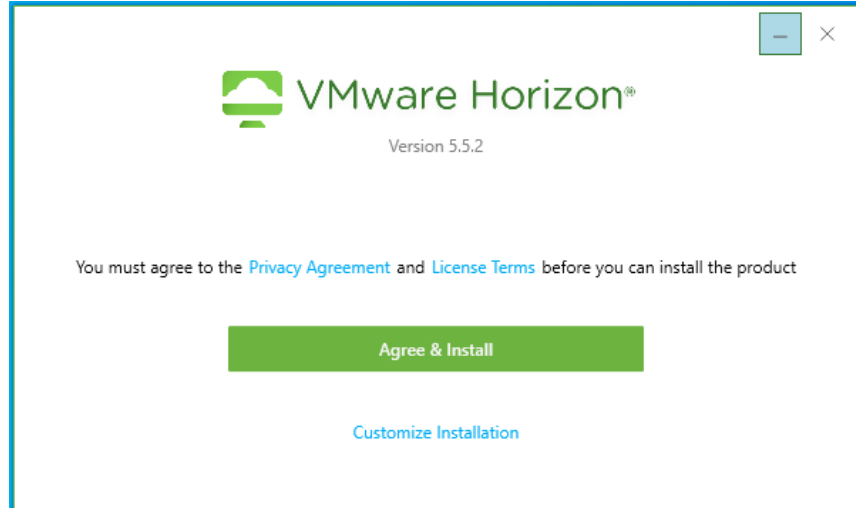 VMware Horizon®
Version 5.5.2
You must agree to the Privacy Agreement and License Terms before you can install the product
Agree & Install
Customize Installation